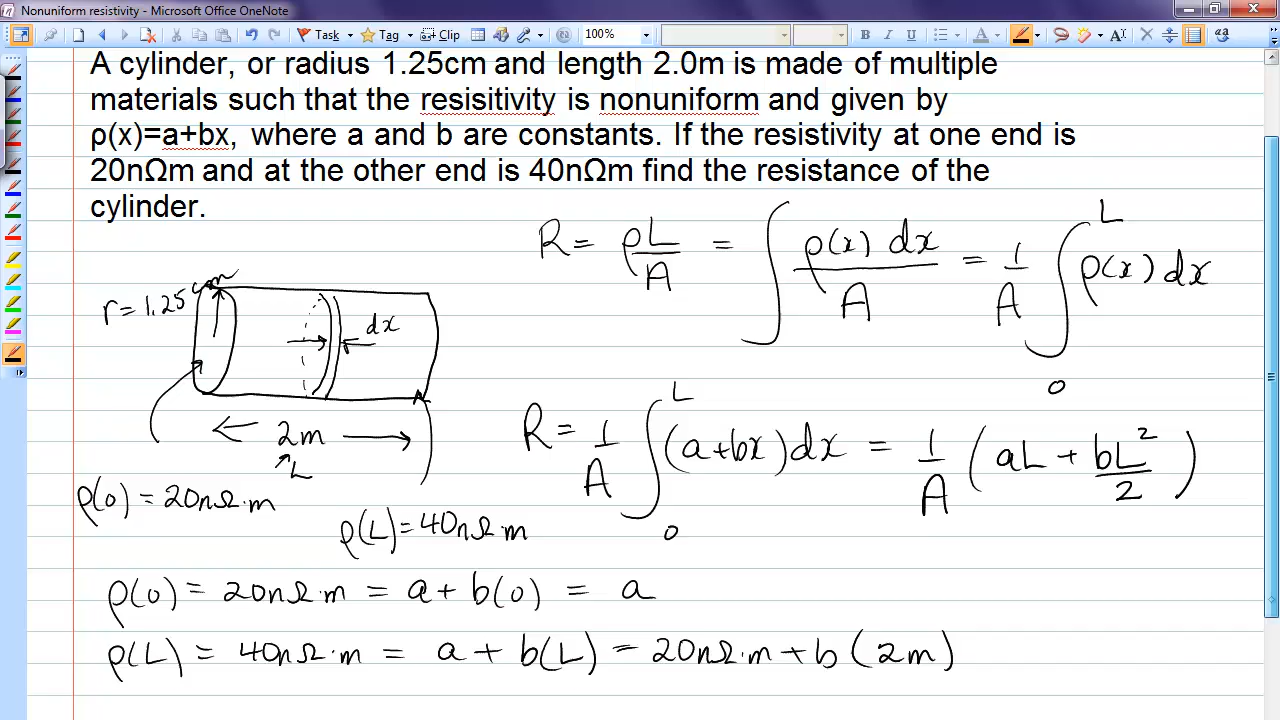 Nonuniform resistivity - Microsoft Office OneNote
Task Tag Clip 100% B I U A
A cylinder, or radius 1.25cm and length 2.0m is made of multiple
materials such that the resisitivity is nonuniform and given by
ρ(x)=a+bx, where a and b are constants. If the resistivity at one end is
20nΩm and at the other end is 40nΩm find the resistance of the
cylinder.
R = ρL/A = ∫ ρ(x) dx/A = 1/A ∫₀ᴸ ρ(x) dx
r = 1.25 cm
dx
2m
L
R = 1/A ∫₀ᴸ (a+bx) dx = 1/A (aL + bL²/2)
ρ(0) = 20nΩ·m
ρ(L) = 40nΩ·m
ρ(0) = 20nΩ·m = a + b(0) = a
ρ(L) = 40nΩ·m = a + b(L) = 20nΩ·m + b(2m)